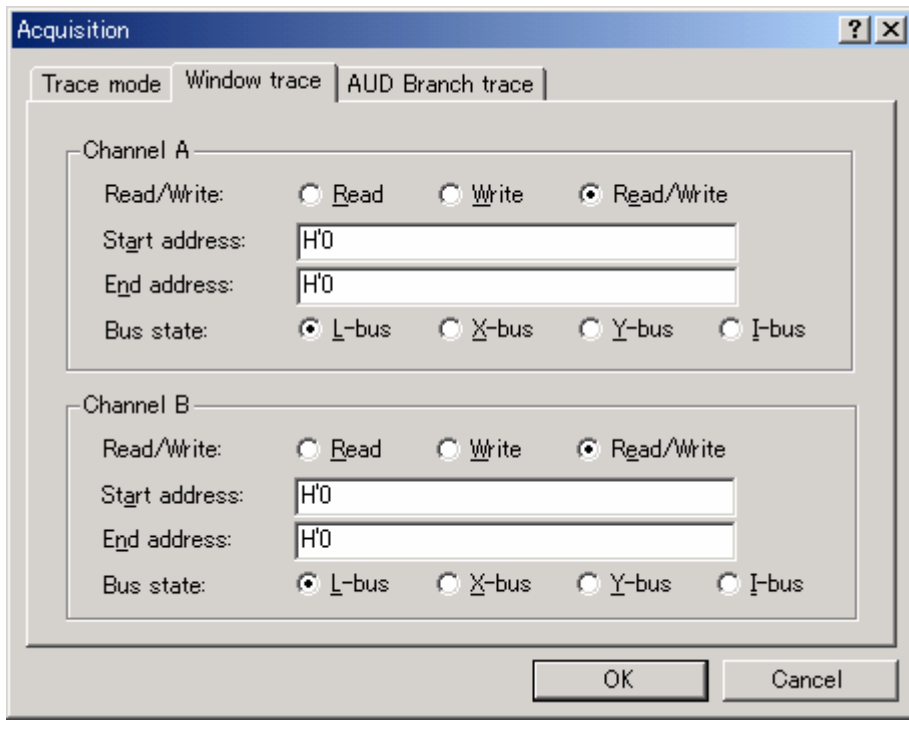 Acquisition
Trace mode Window trace AUD Branch trace
Channel A
Read/Write: Read Write Read/Write
Start address: H'0
End address: H'0
Bus state: L-bus X-bus Y-bus I-bus
Channel B
Read/Write: Read Write Read/Write
Start address: H'0
End address: H'0
Bus state: L-bus X-bus Y-bus I-bus
OK Cancel